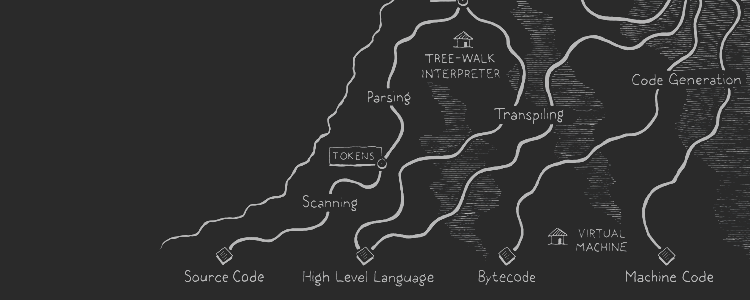 TREE-WALK
INTERPRETER
Code Generation
Parsing
Transpiling
TOKENS
Scanning
VIRTUAL
MACHINE
Source Code
High Level Language
Bytecode
Machine Code